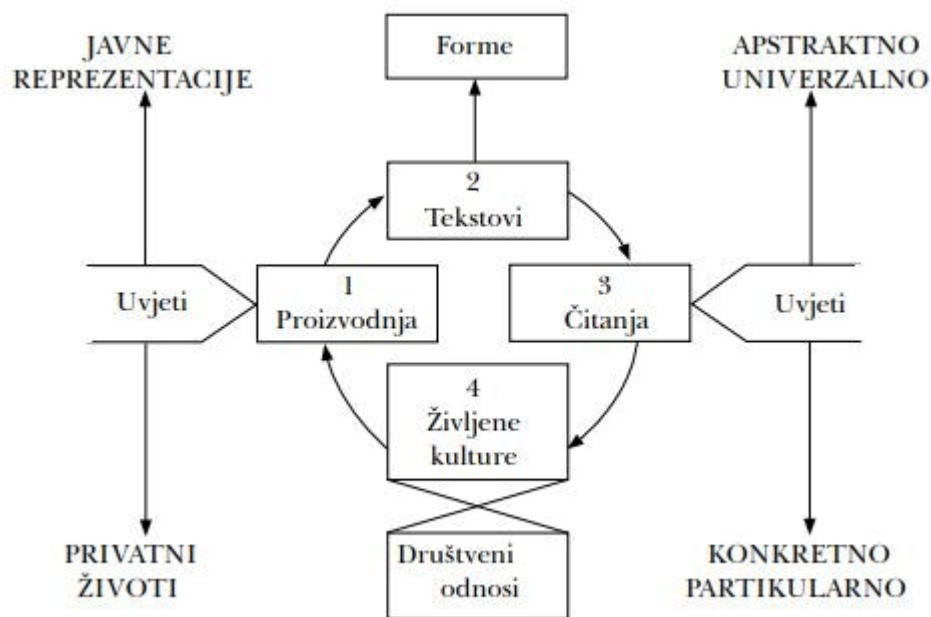 JAVNE
REPREZENTACIJE
Forme
APSTRAKTNO
UNIVERZALNO
2
Tekstovi
Uvjeti
1
Proizvodnja
3
Čitanja
Uvjeti
4
Življene
kulture
PRIVATNI
ŽIVOTI
Društveni
odnosi
KONKRETNO
PARTIKULARNO